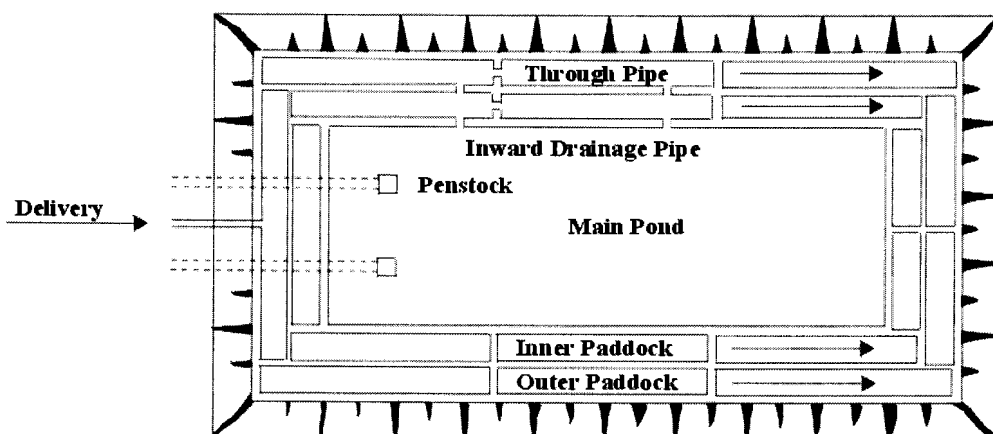 Through Pipe
Inward Drainage Pipe
Penstock
Delivery
Main Pond
Inner Paddock
Outer Paddock